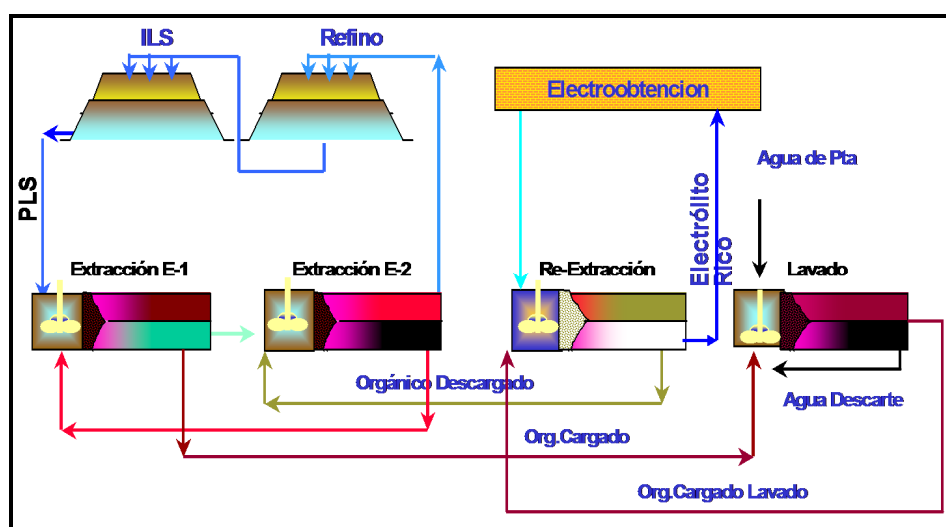 ILS
Refino
Electroobtencion
Agua de Pta
PLS
Electrólito
Rico
Extracción E-1
Extracción E-2
Re-Extracción
Lavado
Orgánico Descargado
Agua Descarte
Org.Cargado
Org.Cargado Lavado